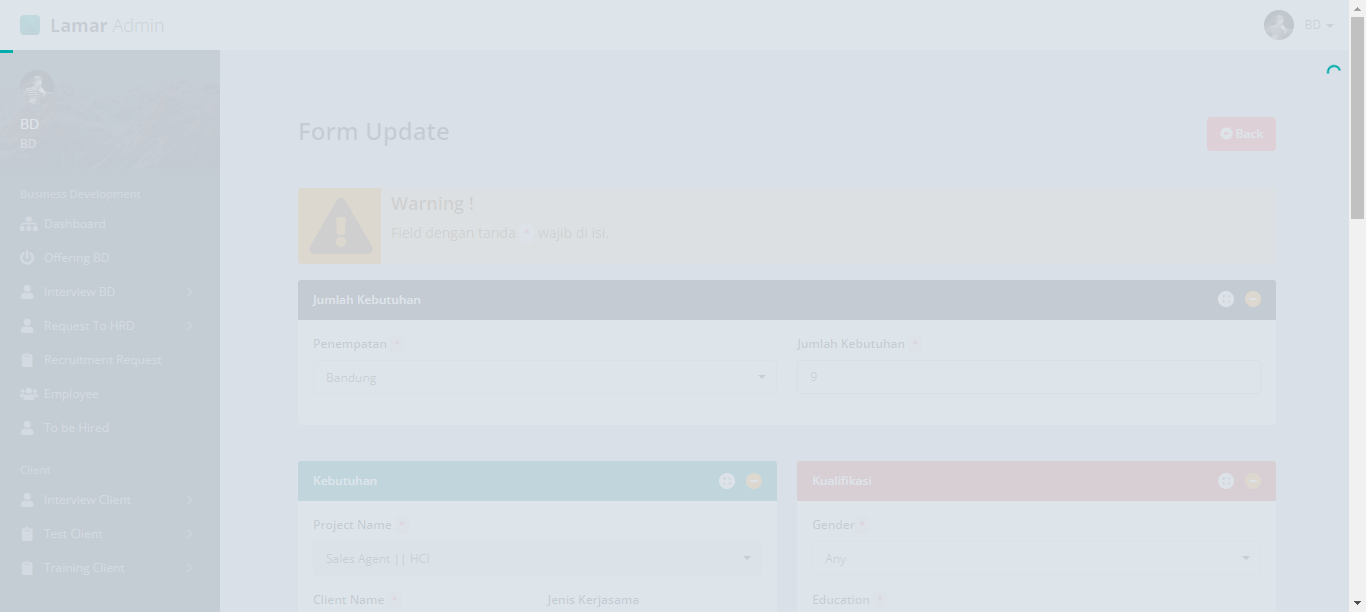 Lamar Admin
BD
BD
BD
Business Development
Dashboard
Offering BD
Interview BD
Request To HRD
Recruitment Request
Employee
To be Hired
Client
Interview Client
Test Client
Training Client
Form Update
Back
Warning !
Field dengan tanda * wajib di isi.
Jumlah Kebutuhan
Penempatan *
Jumlah Kebutuhan *
Bandung
9
Kebutuhan
Project Name *
Sales Agent || HCI
Client Name *
Jenis Kerjasama
Kualifikasi
Gender *
Any
Education *